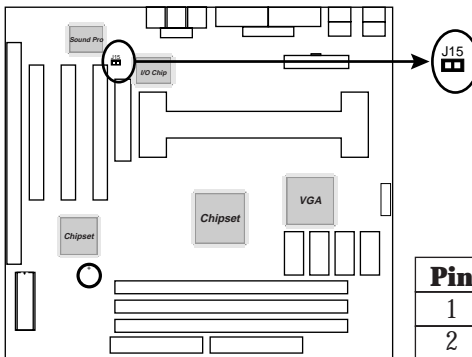 Sound Pro
J15
I/O Chip
J15
VGA
Chipset
Chipset
Pin
1
2